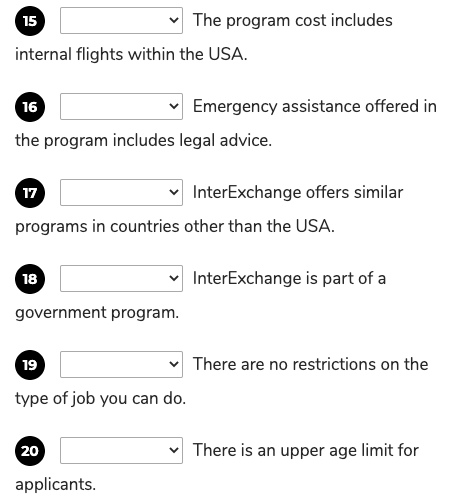 15 The program cost includes
internal flights within the USA.
16 Emergency assistance offered in
the program includes legal advice.
17 InterExchange offers similar
programs in countries other than the USA.
18 InterExchange is part of a
government program.
19 There are no restrictions on the
type of job you can do.
20 There is an upper age limit for
applicants.